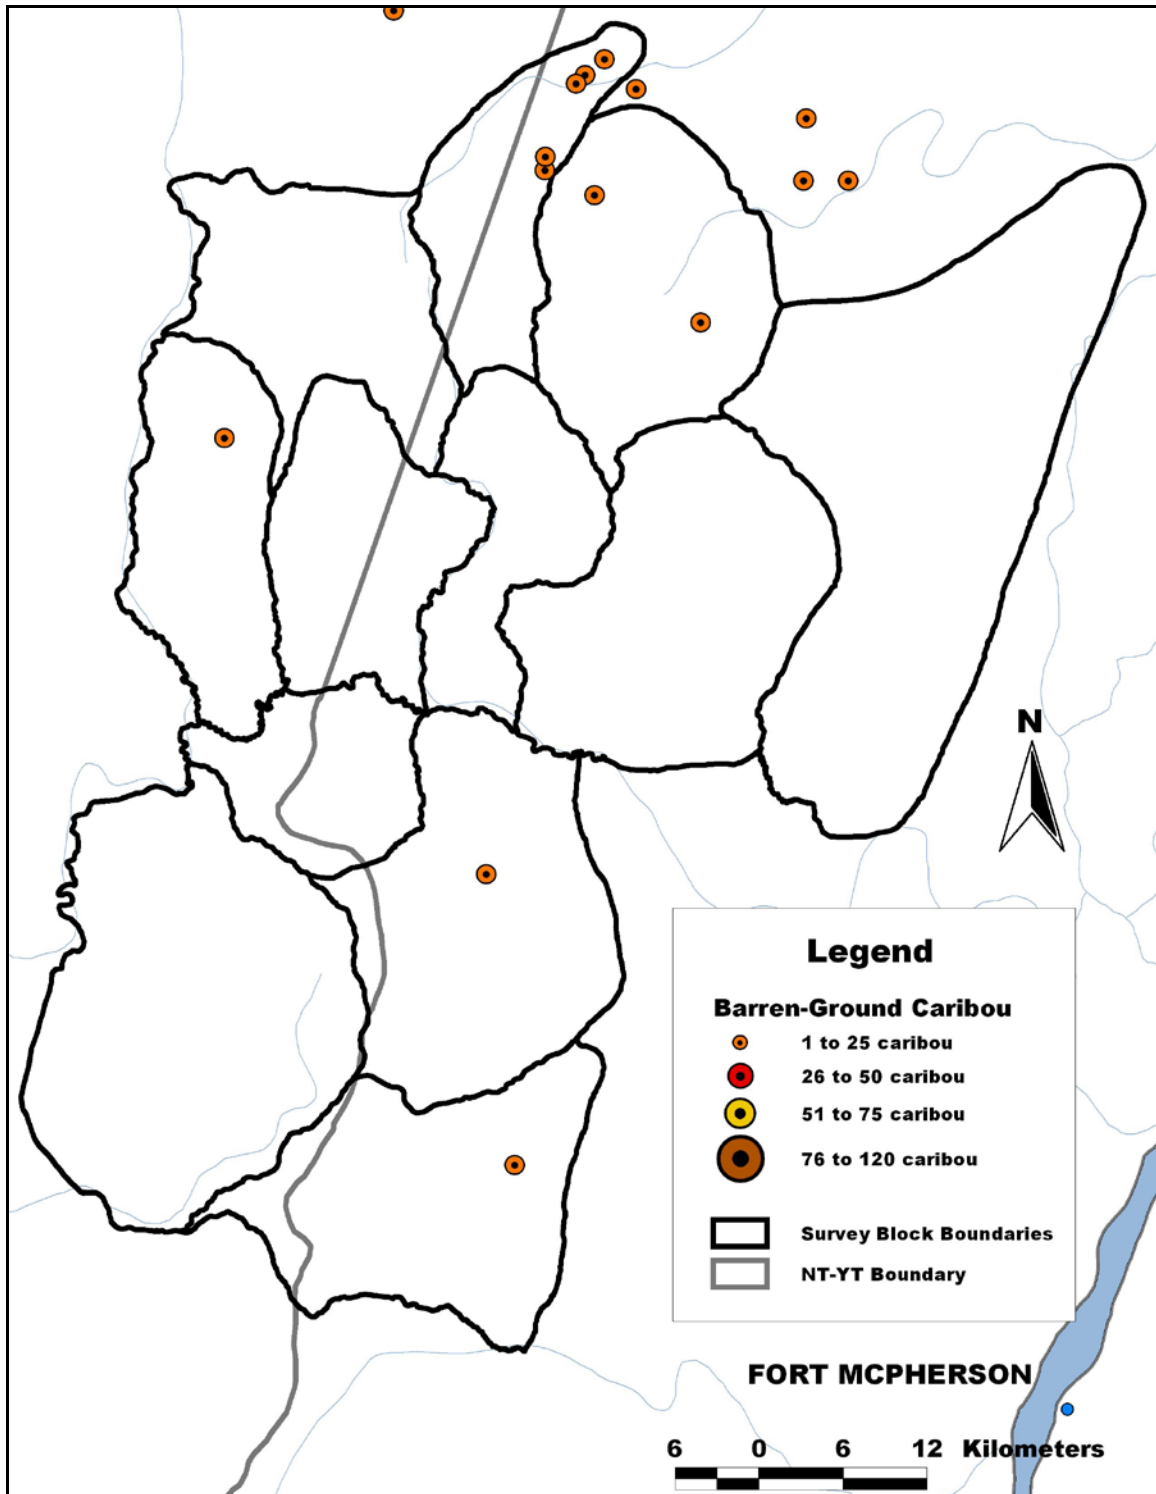 N
Legend
Barren-Ground Caribou
1 to 25 caribou
26 to 50 caribou
51 to 75 caribou
76 to 120 caribou
Survey Block Boundaries
NT-YT Boundary
FORT MCPHERSON
6 0 6 12 Kilometers